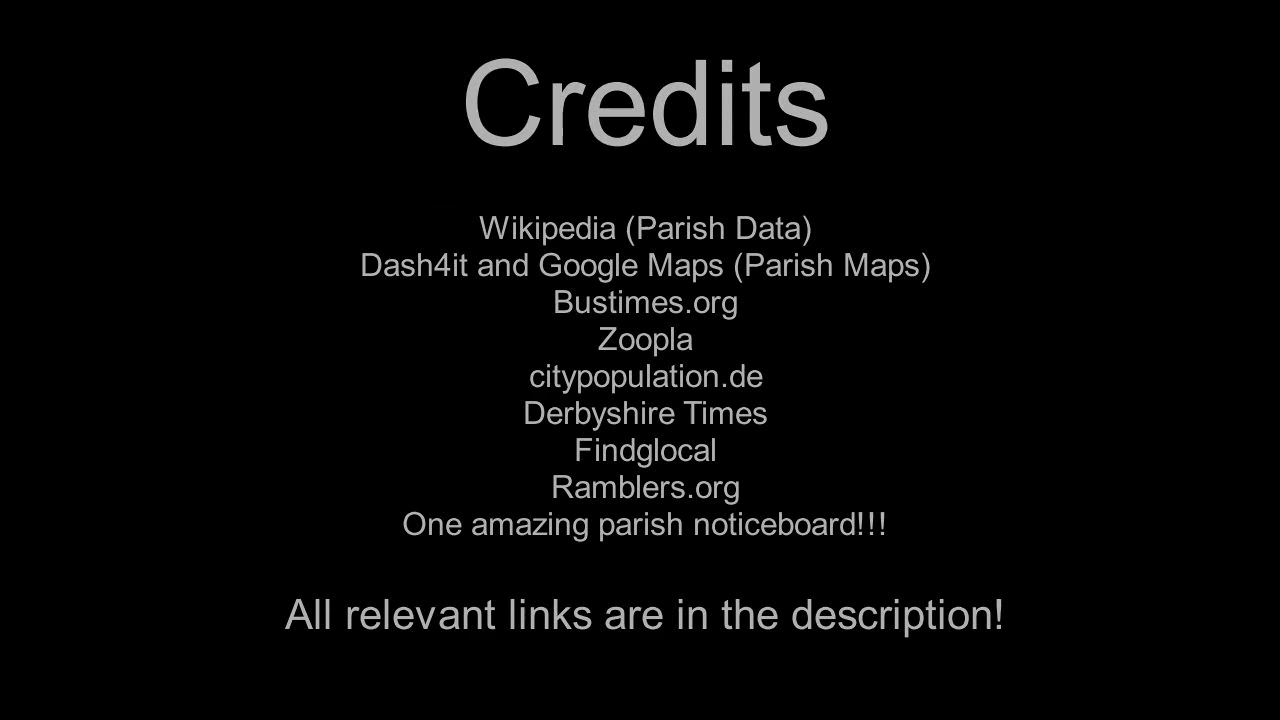 Credits
Wikipedia (Parish Data)
Dash4it and Google Maps (Parish Maps)
Bustimes.org
Zoopla
citypopulation.de
Derbyshire Times
Findglocal
Ramblers.org
One amazing parish noticeboard!!!
All relevant links are in the description!